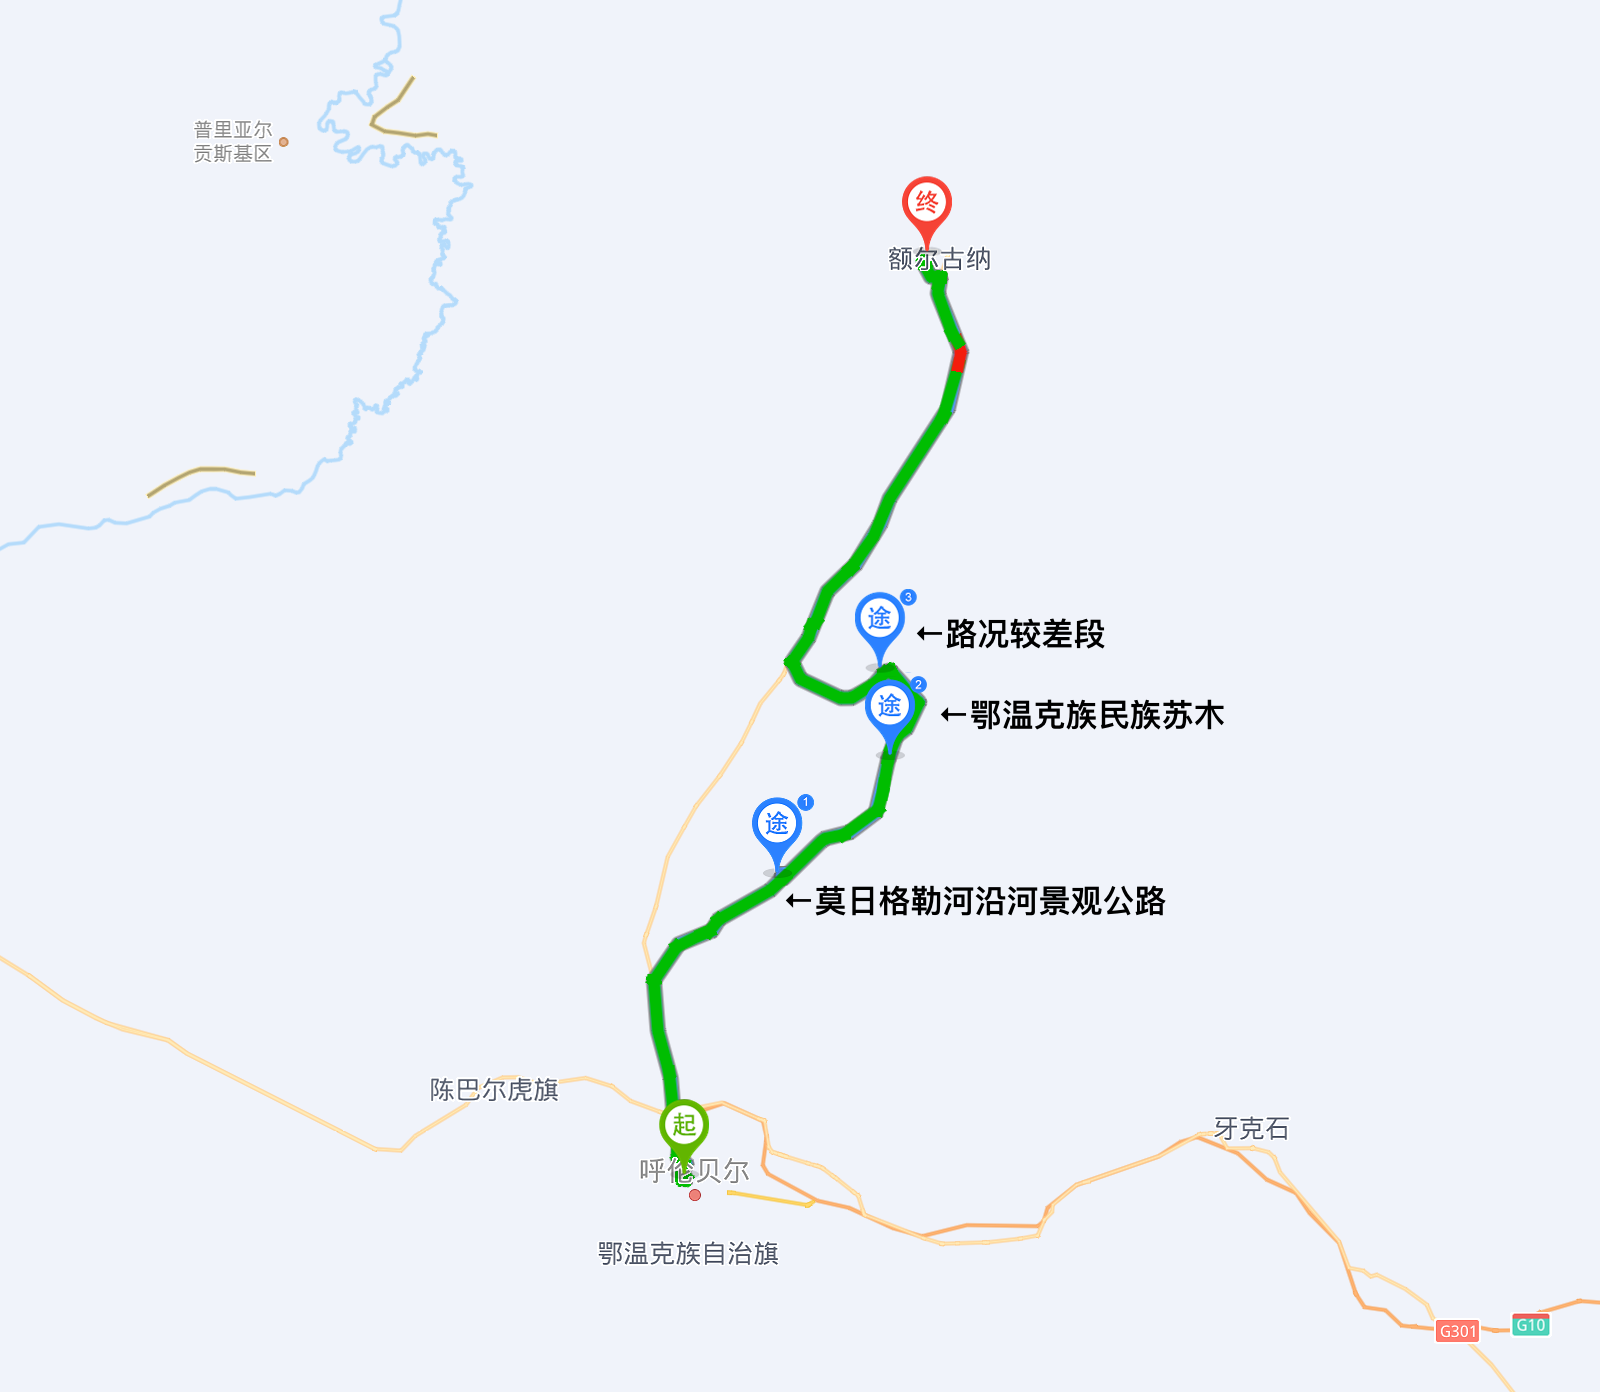 普里亚尔
贡斯基区
终
额尔古纳
3
途
←路况较差段
2
途
←鄂温克族民族苏木
1
途
←莫日格勒河沿河景观公路
陈巴尔虎旗
起
牙克石
呼伦贝尔
鄂温克族自治旗
G301
G10